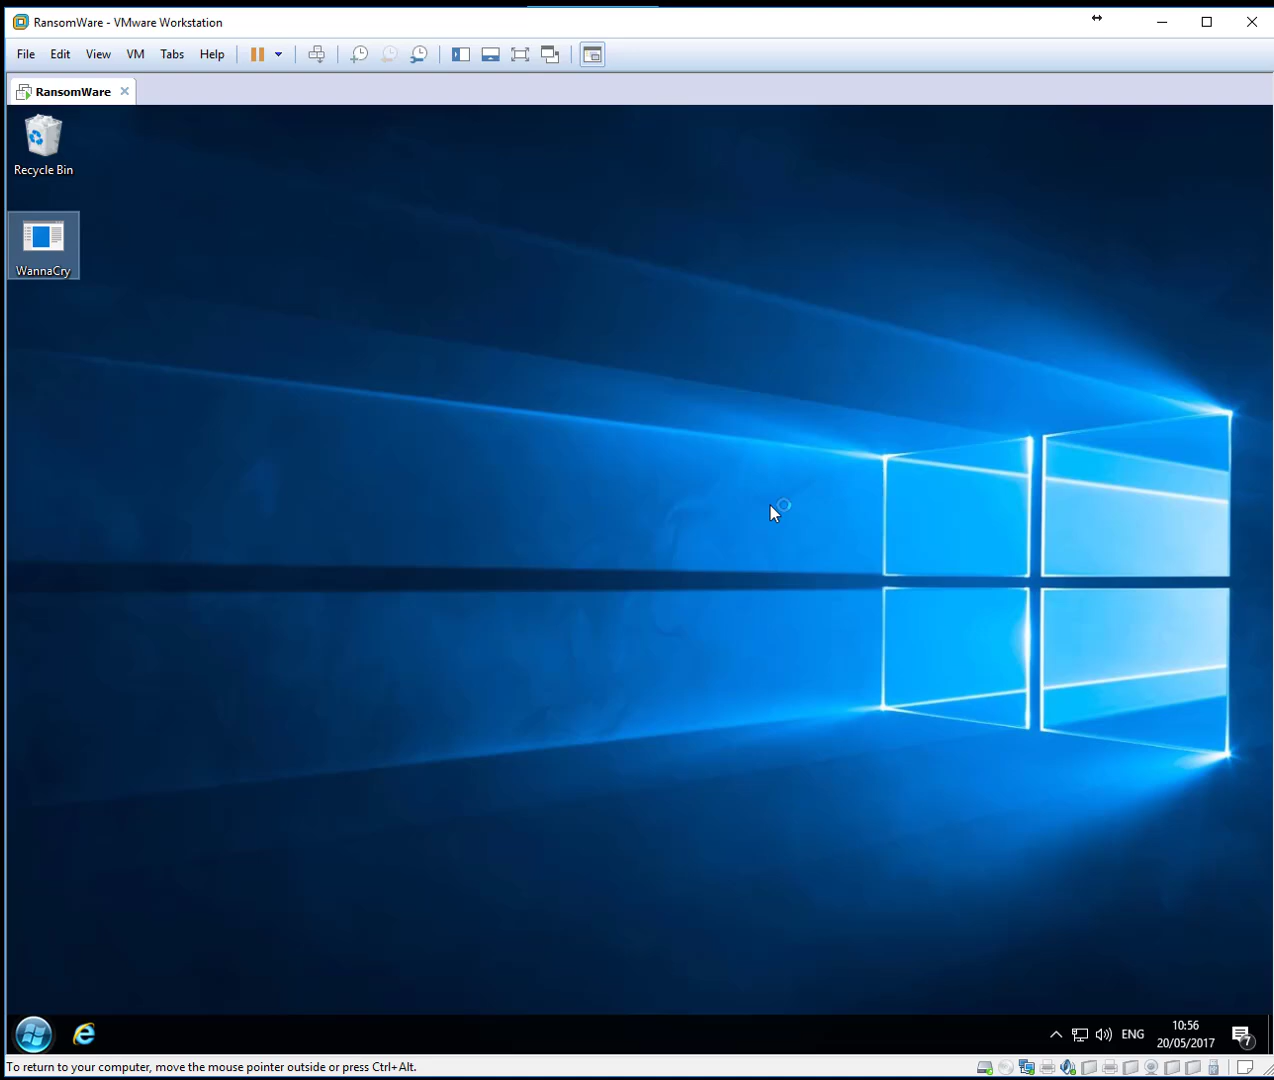 RansomWare - VMware Workstation
File Edit View VM Tabs Help
RansomWare
Recycle Bin
WannaCry
ENG
10:56
20/05/2017
7
To return to your computer, move the mouse pointer outside or press Ctrl+Alt.